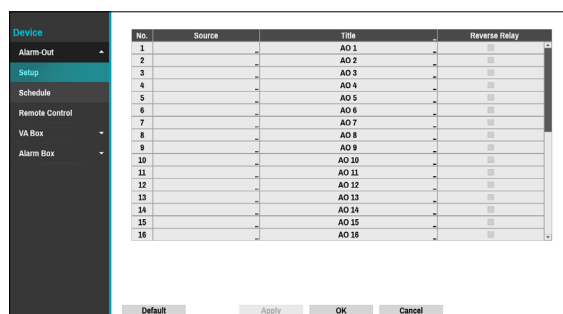 Device
Alarm-Out
Setup
Schedule
Remote Control
VA Box
Alarm Box
No. Source Title Reverse Relay
1 AO 1
2 AO 2
3 AO 3
4 AO 4
5 AO 5
6 AO 6
7 AO 7
8 AO 8
9 AO 9
10 AO 10
11 AO 11
12 AO 12
13 AO 13
14 AO 14
15 AO 15
16 AO 16
Default Apply OK Cancel